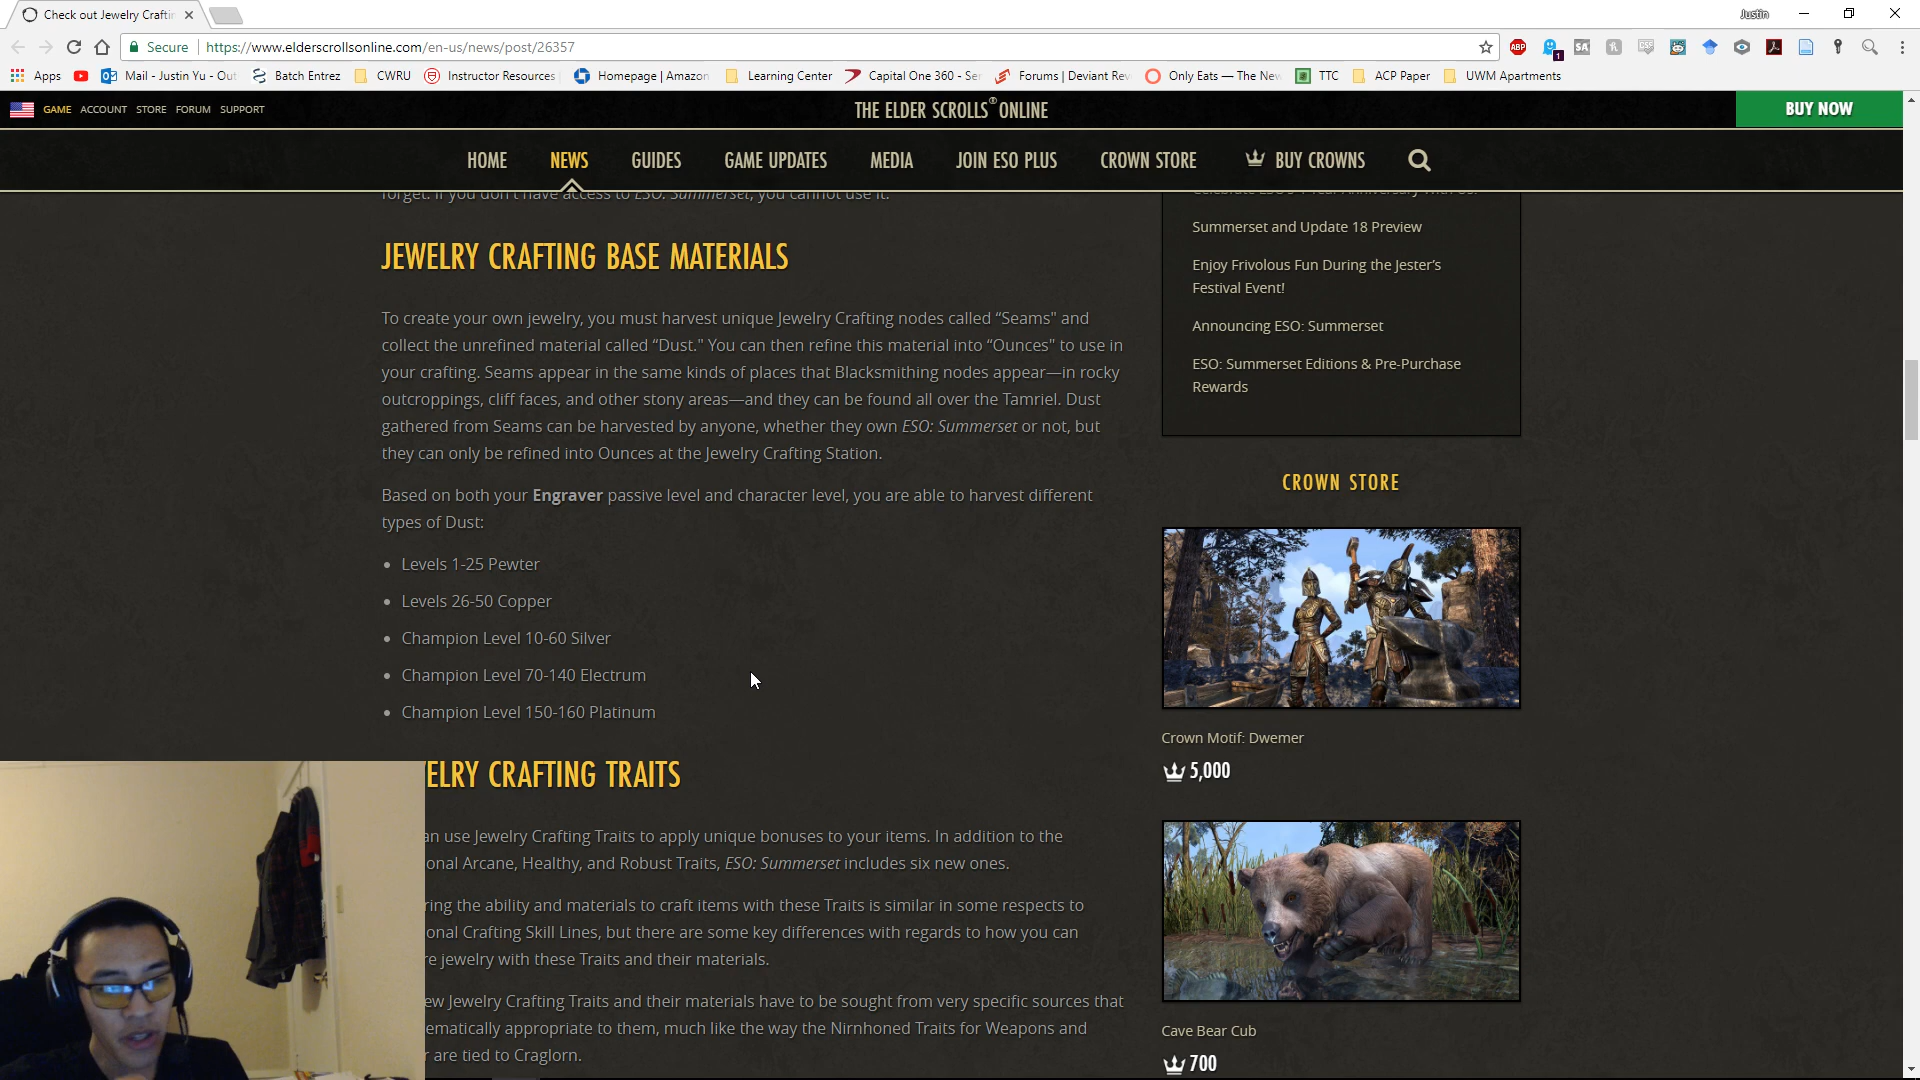 Check out Jewelry Craftin
Justin
Secure
https://www.elderscrollsonline.com/en-us/news/post/26357
Apps
Mail - Justin Yu - Out
Batch Entrez
CWRU
Instructor Resources
Homepage | Amazon
Learning Center
Capital One 360 - Se
Forums | Deviant Rev
Only Eats — The New
TTC
ACP Paper
UWM Apartments
GAME ACCOUNT STORE FORUM SUPPORT
THE ELDER SCROLLS® ONLINE
BUY NOW
HOME NEWS GUIDES GAME UPDATES MEDIA JOIN ESO PLUS CROWN STORE BUY CROWNS
forget. If you don't have access to ESO: Summerset, you cannot use it.
JEWELRY CRAFTING BASE MATERIALS
To create your own jewelry, you must harvest unique Jewelry Crafting nodes called “Seams" and
collect the unrefined material called “Dust." You can then refine this material into “Ounces" to use in
your crafting. Seams appear in the same kinds of places that Blacksmithing nodes appear—in rocky
outcroppings, cliff faces, and other stony areas—and they can be found all over the Tamriel. Dust
gathered from Seams can be harvested by anyone, whether they own ESO: Summerset or not, but
they can only be refined into Ounces at the Jewelry Crafting Station.
Based on both your Engraver passive level and character level, you are able to harvest different
types of Dust:
Levels 1-25 Pewter
Levels 26-50 Copper
Champion Level 10-60 Silver
Champion Level 70-140 Electrum
Champion Level 150-160 Platinum
ELRY CRAFTING TRAITS
an use Jewelry Crafting Traits to apply unique bonuses to your items. In addition to the
onal Arcane, Healthy, and Robust Traits, ESO: Summerset includes six new ones.
ring the ability and materials to craft items with these Traits is similar in some respects to
onal Crafting Skill Lines, but there are some key differences with regards to how you can
re jewelry with these Traits and their materials.
ew Jewelry Crafting Traits and their materials have to be sought from very specific sources that
ematically appropriate to them, much like the way the Nirnhoned Traits for Weapons and
r are tied to Craglorn.
Summerset and Update 18 Preview
Enjoy Frivolous Fun During the Jester’s
Festival Event!
Announcing ESO: Summerset
ESO: Summerset Editions & Pre-Purchase
Rewards
CROWN STORE
Crown Motif: Dwemer
5,000
Cave Bear Cub
700